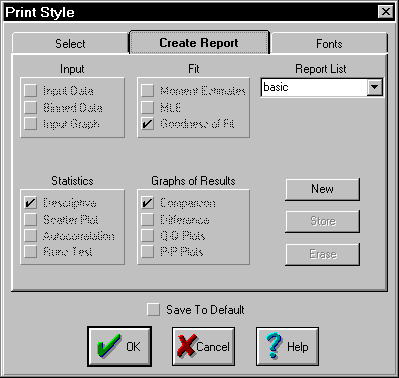 Print Style
Select
Create Report
Fonts
Input
Fit
Report List
Input Data
Moment Estimates
basic
Binned Data
MLE
Input Graph
Goodness of Fit
Statistics
Graphs of Results
New
Descriptive
Comparison
Scatter Plot
Difference
Store
Autocorrelation
Q-Q Plots
Runs Test
P-P Plots
Erase
Save To Default
OK
Cancel
Help